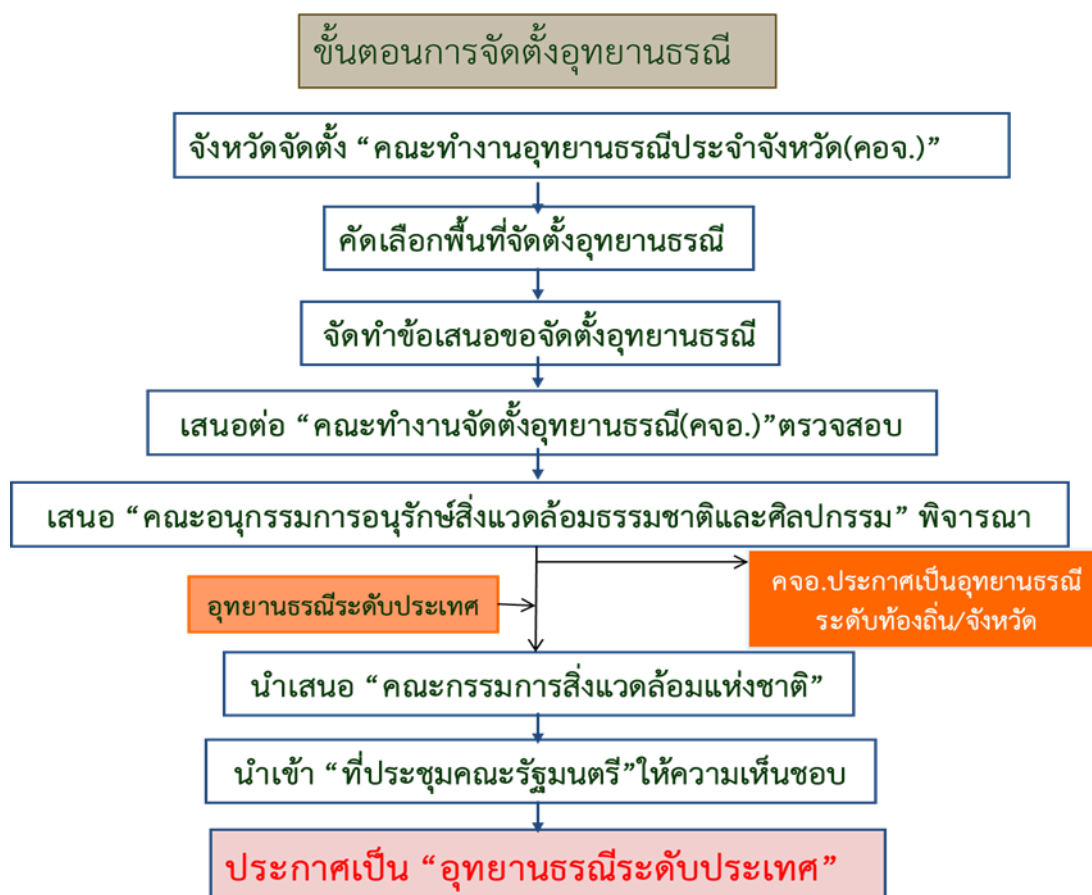 ขั้นตอนการจัดตั้งอุทยานธรณี
จังหวัดจัดตั้ง “คณะทำงานอุทยานธรณีประจำจังหวัด(คอจ.)”
คัดเลือกพื้นที่จัดตั้งอุทยานธรณี
จัดทำข้อเสนอขอจัดตั้งอุทยานธรณี
เสนอต่อ “คณะทำงานจัดตั้งอุทยานธรณี(คจอ.)”ตรวจสอบ
เสนอ “คณะอนุกรรมการอนุรักษ์สิ่งแวดล้อมธรรมชาติและศิลปกรรม” พิจารณา
คจอ.ประกาศเป็นอุทยานธรณี
ระดับท้องถิ่น/จังหวัด
อุทยานธรณีระดับประเทศ
นำเสนอ “คณะกรรมการสิ่งแวดล้อมแห่งชาติ”
นำเข้า “ที่ประชุมคณะรัฐมนตรี”ให้ความเห็นชอบ
ประกาศเป็น “อุทยานธรณีระดับประเทศ”